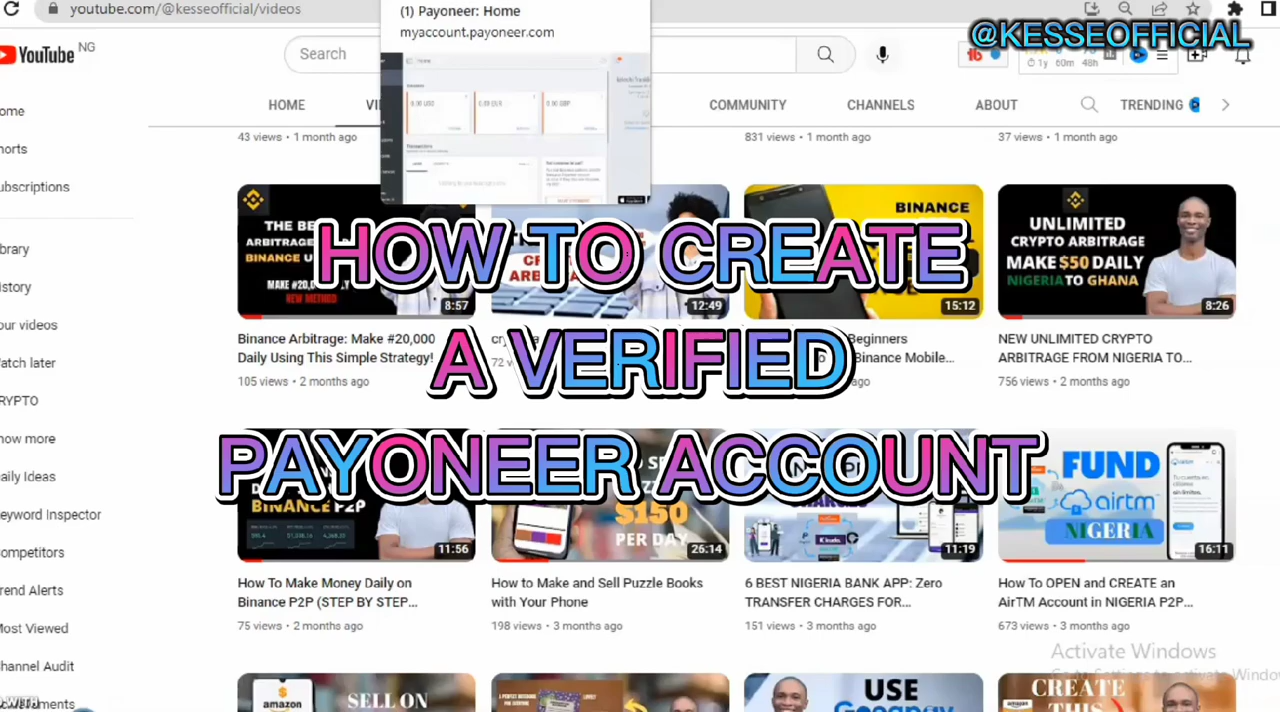 youtube.com/@kesseofficial/videos
(1) Payoneer: Home
myaccount.payoneer.com
@KESSEOFFICIAL
YouTube NG
Search
1y 60m 48h
HOME
COMMUNITY
CHANNELS
ABOUT
TRENDING
43 views • 1 month ago
831 views • 1 month ago
37 views • 1 month ago
ome
horts
ubscriptions
brary
istory
our videos
atch later
RYPTO
how more
aily Ideas
eyword Inspector
ompetitors
rend Alerts
Most Viewed
hannel Audit
HOW TO CREATE
A VERIFIED
PAYONEER ACCOUNT
8:57
12:49
BINANCE
15:12
UNLIMITED
CRYPTO ARBITRAGE
MAKE $50 DAILY
NIGERIA TO GHANA
8:26
Binance Arbitrage: Make #20,000
Daily Using This Simple Strategy!
105 views • 2 months ago
NEW UNLIMITED CRYPTO
ARBITRAGE FROM NIGERIA TO...
756 views • 2 months ago
BINANCE P2P
11:56
$150
PER DAY
26:14
11:19
FUND
airtm
NIGERIA
16:11
How To Make Money Daily on
Binance P2P (STEP BY STEP...
75 views • 2 months ago
How to Make and Sell Puzzle Books
with Your Phone
198 views • 3 months ago
6 BEST NIGERIA BANK APP: Zero
TRANSFER CHARGES FOR...
151 views • 3 months ago
How To OPEN and CREATE an
AirTM Account in NIGERIA P2P...
673 views • 3 months ago
Activate Windows
amazon
SELL ON
USE
CREATE
amazon